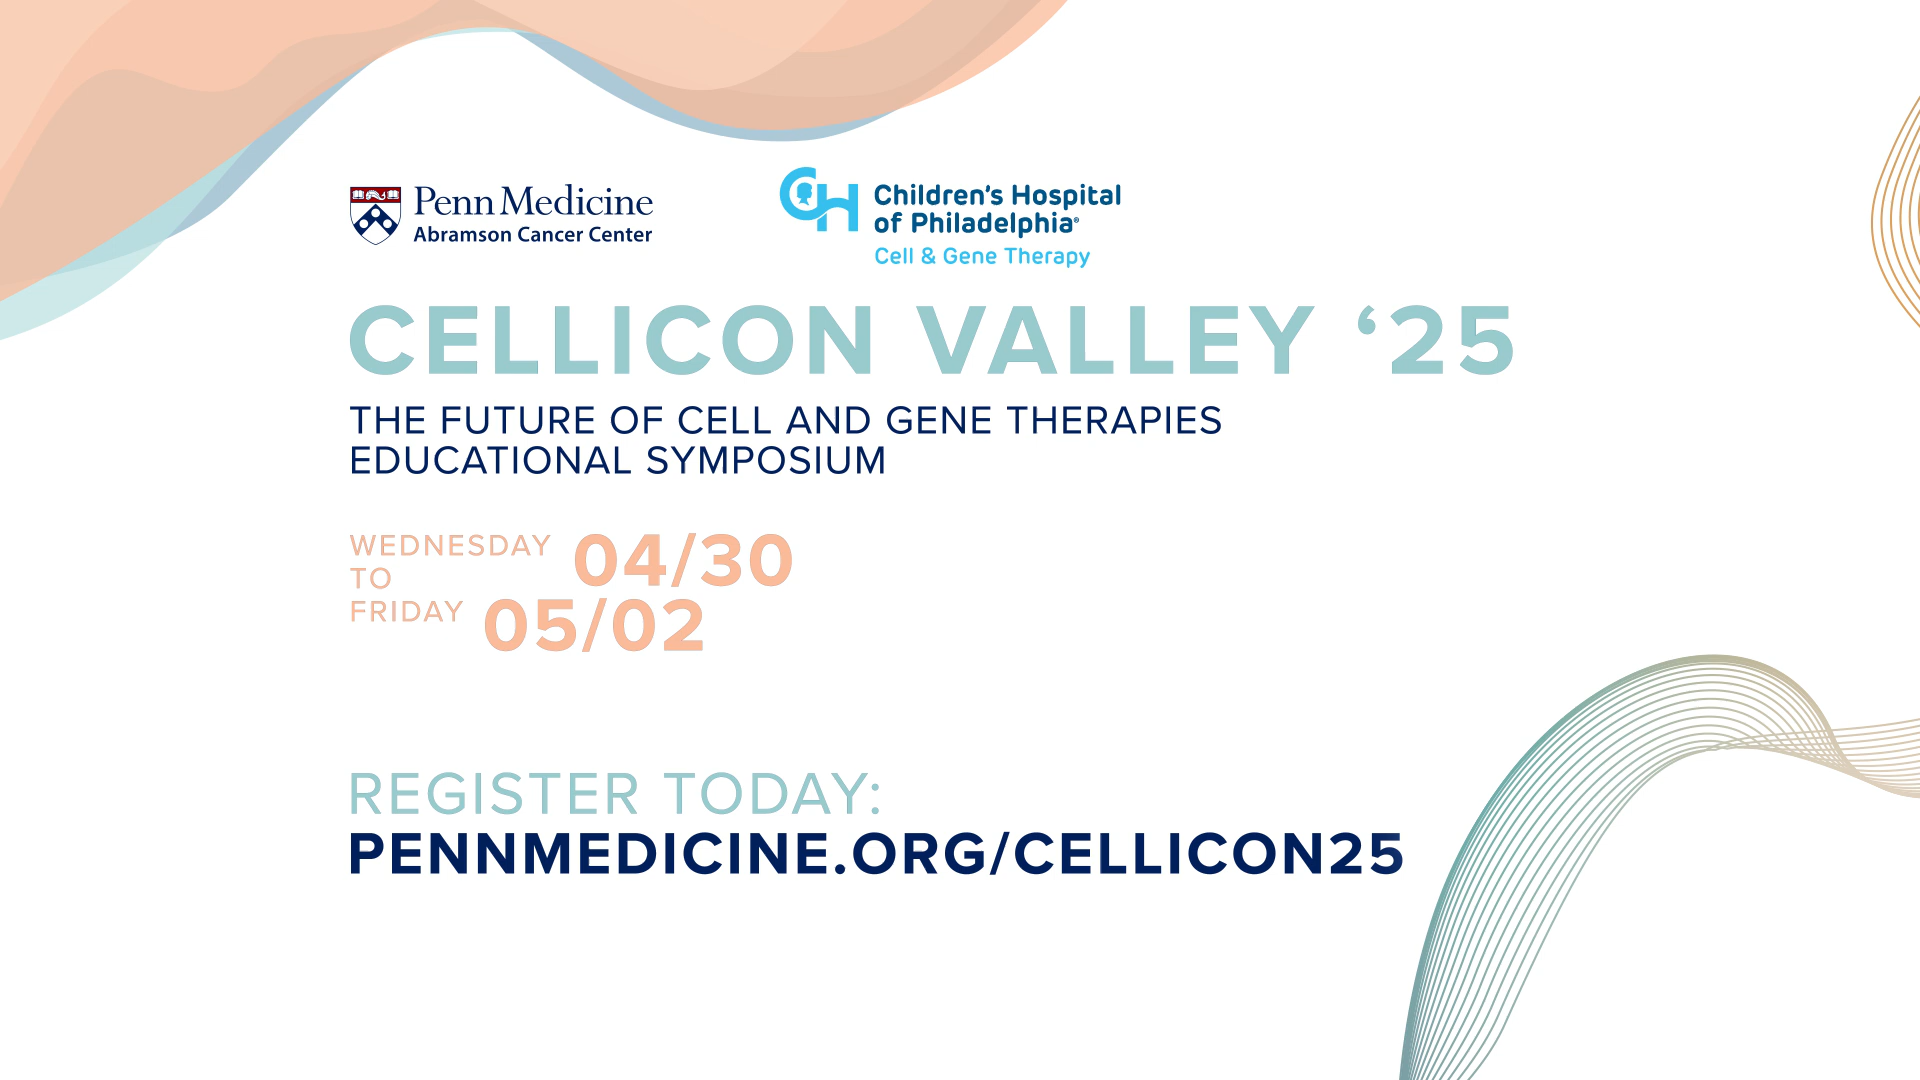 Penn Medicine
Abramson Cancer Center
Children's Hospital
of Philadelphia®
Cell & Gene Therapy
CELLICON VALLEY ‘25
THE FUTURE OF CELL AND GENE THERAPIES
EDUCATIONAL SYMPOSIUM
WEDNESDAY 04/30
TO
FRIDAY 05/02
REGISTER TODAY:
PENNMEDICINE.ORG/CELLICON25